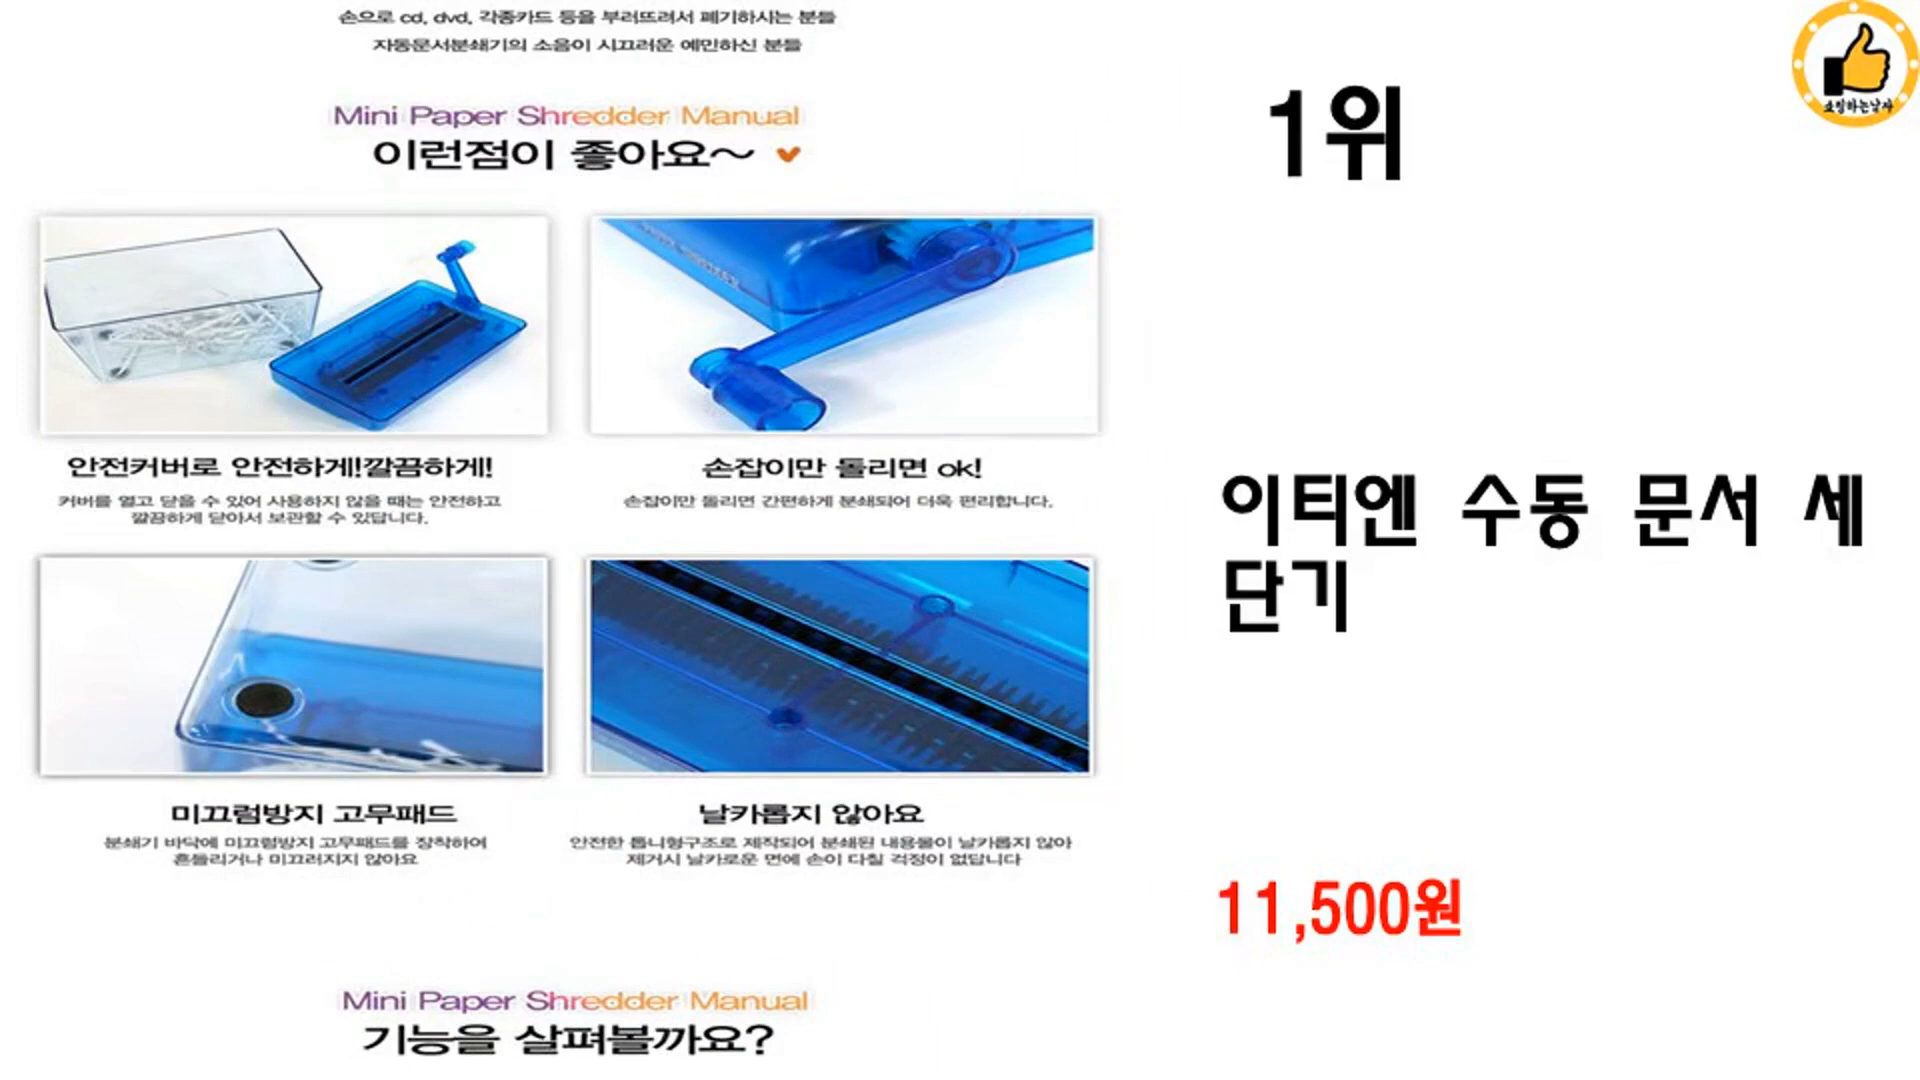 손으로 cd, dvd, 각종카드 등을 부러뜨려서 폐기하시는 분들
자동문서분쇄기의 소음이 시끄러운 예민하신 분들
Mini Paper Shredder Manual
이런점이 좋아요~
안전커버로 안전하게!깔끔하게!
커버를 열고 닫을 수 있어 사용하지 않을 때는 안전하고
깔끔하게 닫아서 보관할 수 있답니다.
손잡이만 돌리면 ok!
손잡이만 돌리면 간편하게 분쇄되어 더욱 편리합니다.
미끄럼방지 고무패드
분쇄기 바닥에 미끄럼방지 고무패드를 장착하여
흔들리거나 미끄러지지 않아요
날카롭지 않아요
안전한 톱니형구조로 제작되어 분쇄된 내용물이 날카롭지 않아
제거시 날카로운 면에 손이 다칠 걱정이 없답니다
Mini Paper Shredder Manual
기능을 살펴볼까요?
1위
이티엔 수동 문서 세
단기
11,500원
쇼핑하는남자